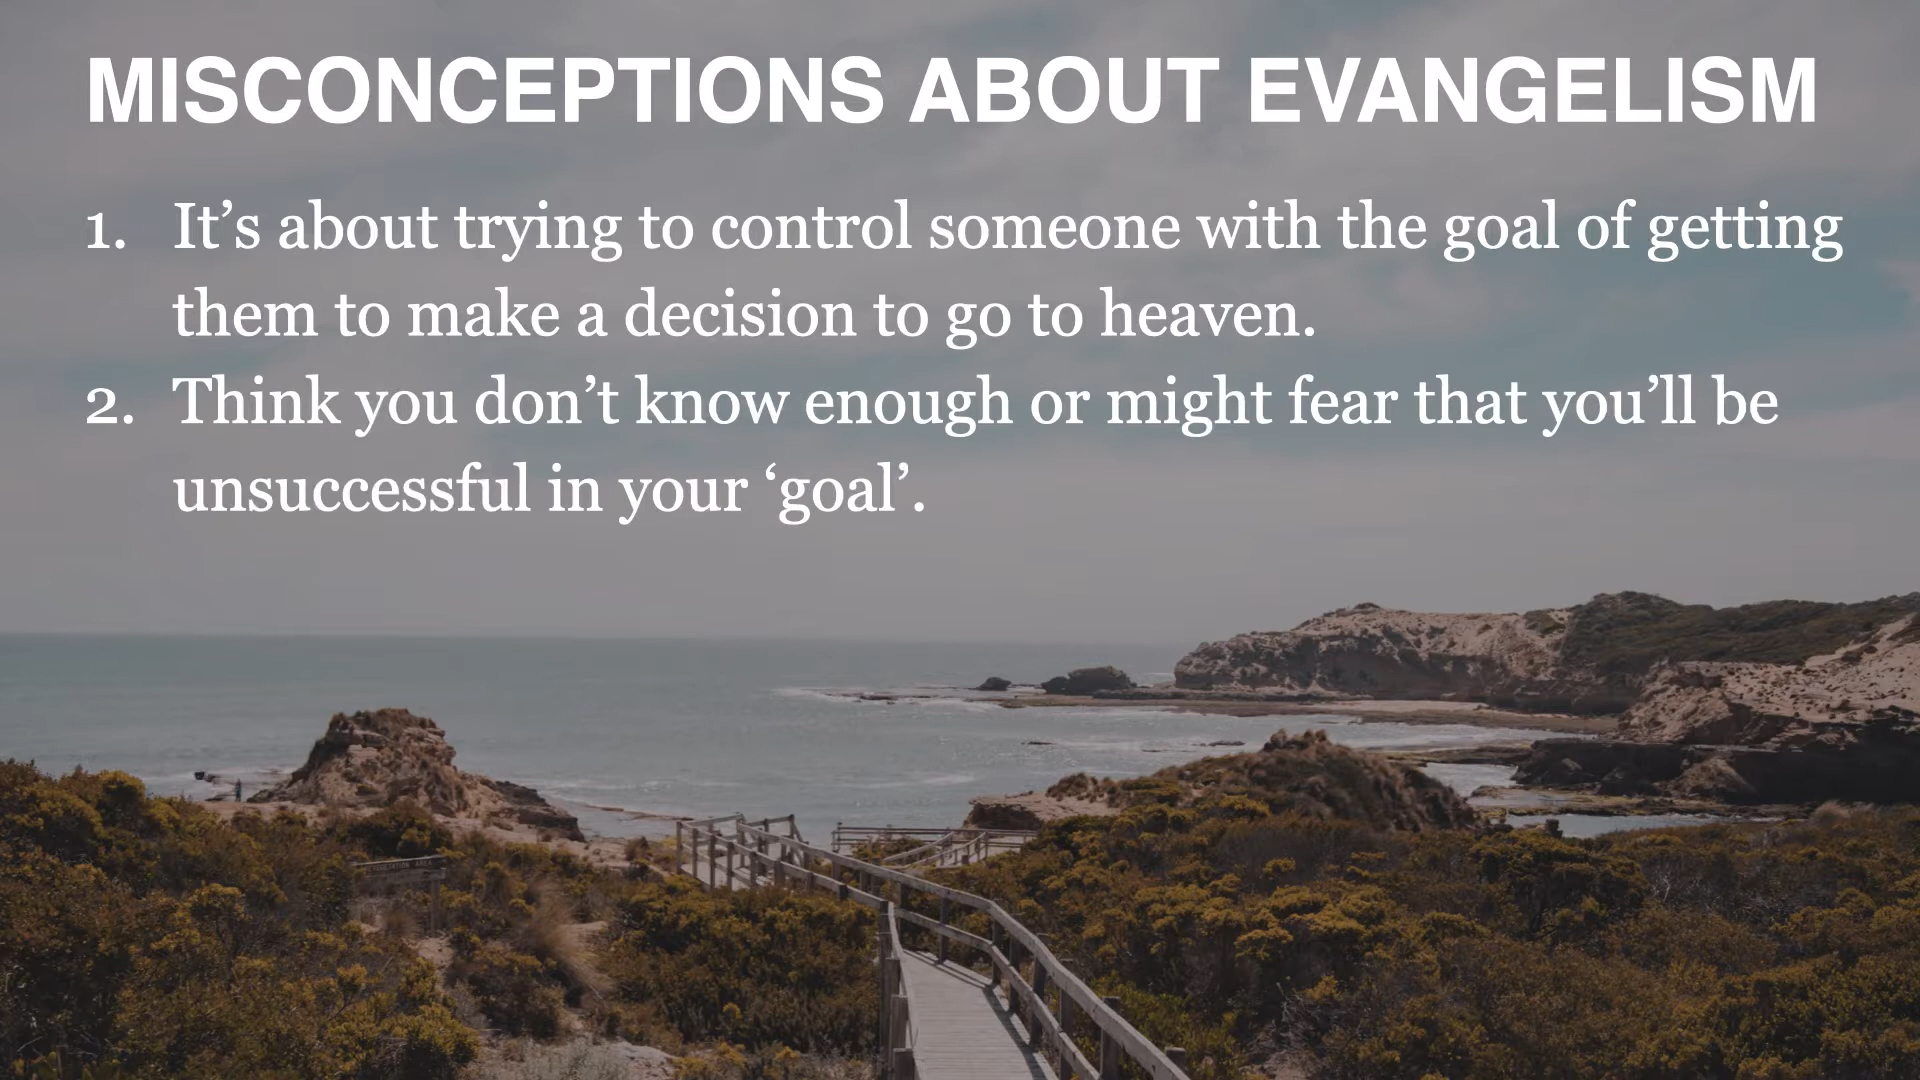 MISCONCEPTIONS ABOUT EVANGELISM
1. It’s about trying to control someone with the goal of getting
them to make a decision to go to heaven.
2. Think you don’t know enough or might fear that you’ll be
unsuccessful in your ‘goal’.